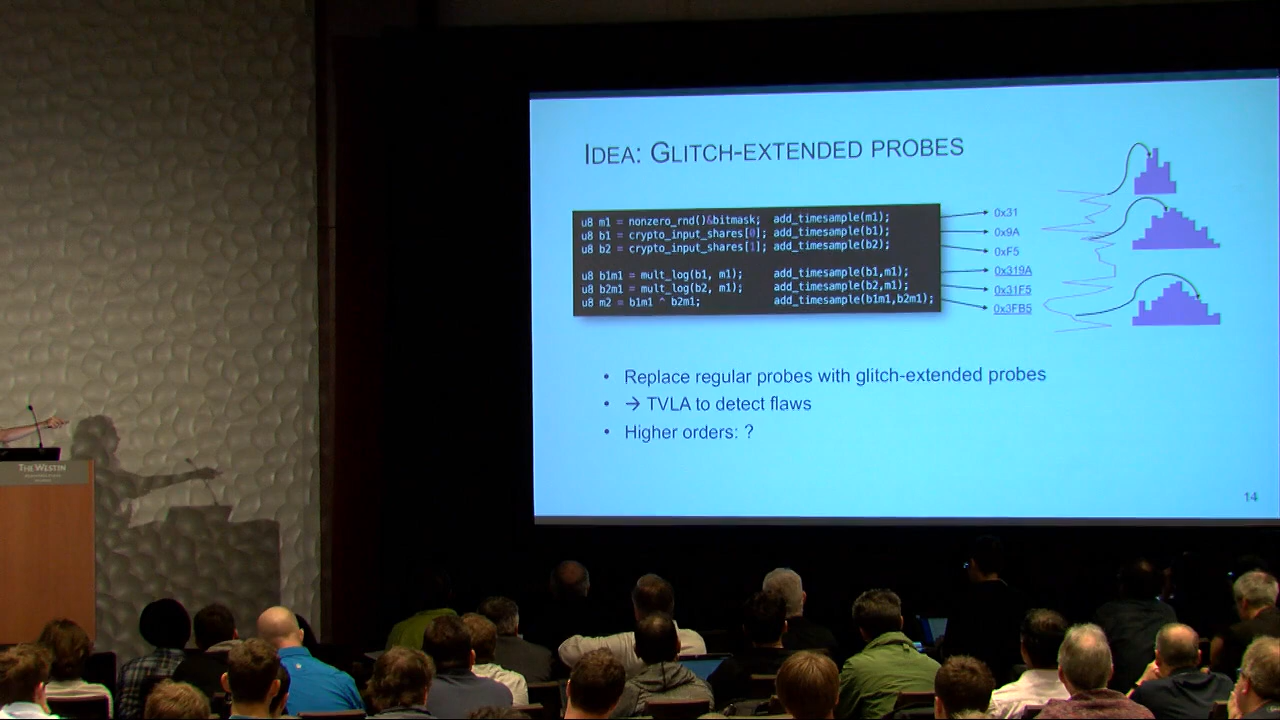 IDEA: GLITCH-EXTENDED PROBES
u8 m1 = nonzero_rnd()&bitmask; add_timesample(m1);
u8 b1 = crypto_input_shares[0]; add_timesample(b1);
u8 b2 = crypto_input_shares[1]; add_timesample(b2);
u8 b1m1 = mult_log(b1, m1); add_timesample(b1,m1);
u8 b2m1 = mult_log(b2, m1); add_timesample(b2,m1);
u8 m2 = b1m1 ^ b2m1; add_timesample(b1m1,b2m1);
0x31
0x9A
0xF5
0x319A
0x31F5
0x3FB5
• Replace regular probes with glitch-extended probes
• → TVLA to detect flaws
• Higher orders: ?
14
THE WESTIN